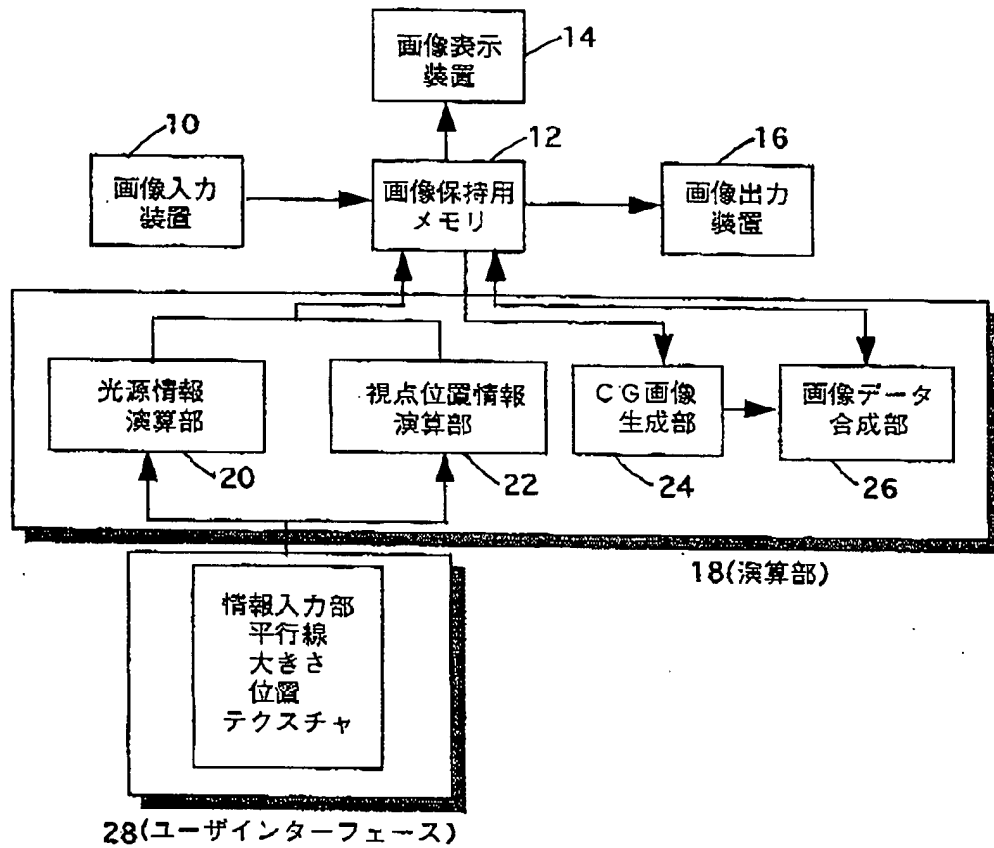 画像表示
装置
14
10
画像入力
装置
12
画像保持用
メモリ
16
画像出力
装置
光源情報
演算部
20
視点位置情報
演算部
22
CG画像
生成部
24
画像データ
合成部
26
18(演算部)
情報入力部
平行線
大きさ
位置
テクスチャ
28(ユーザインターフェース)